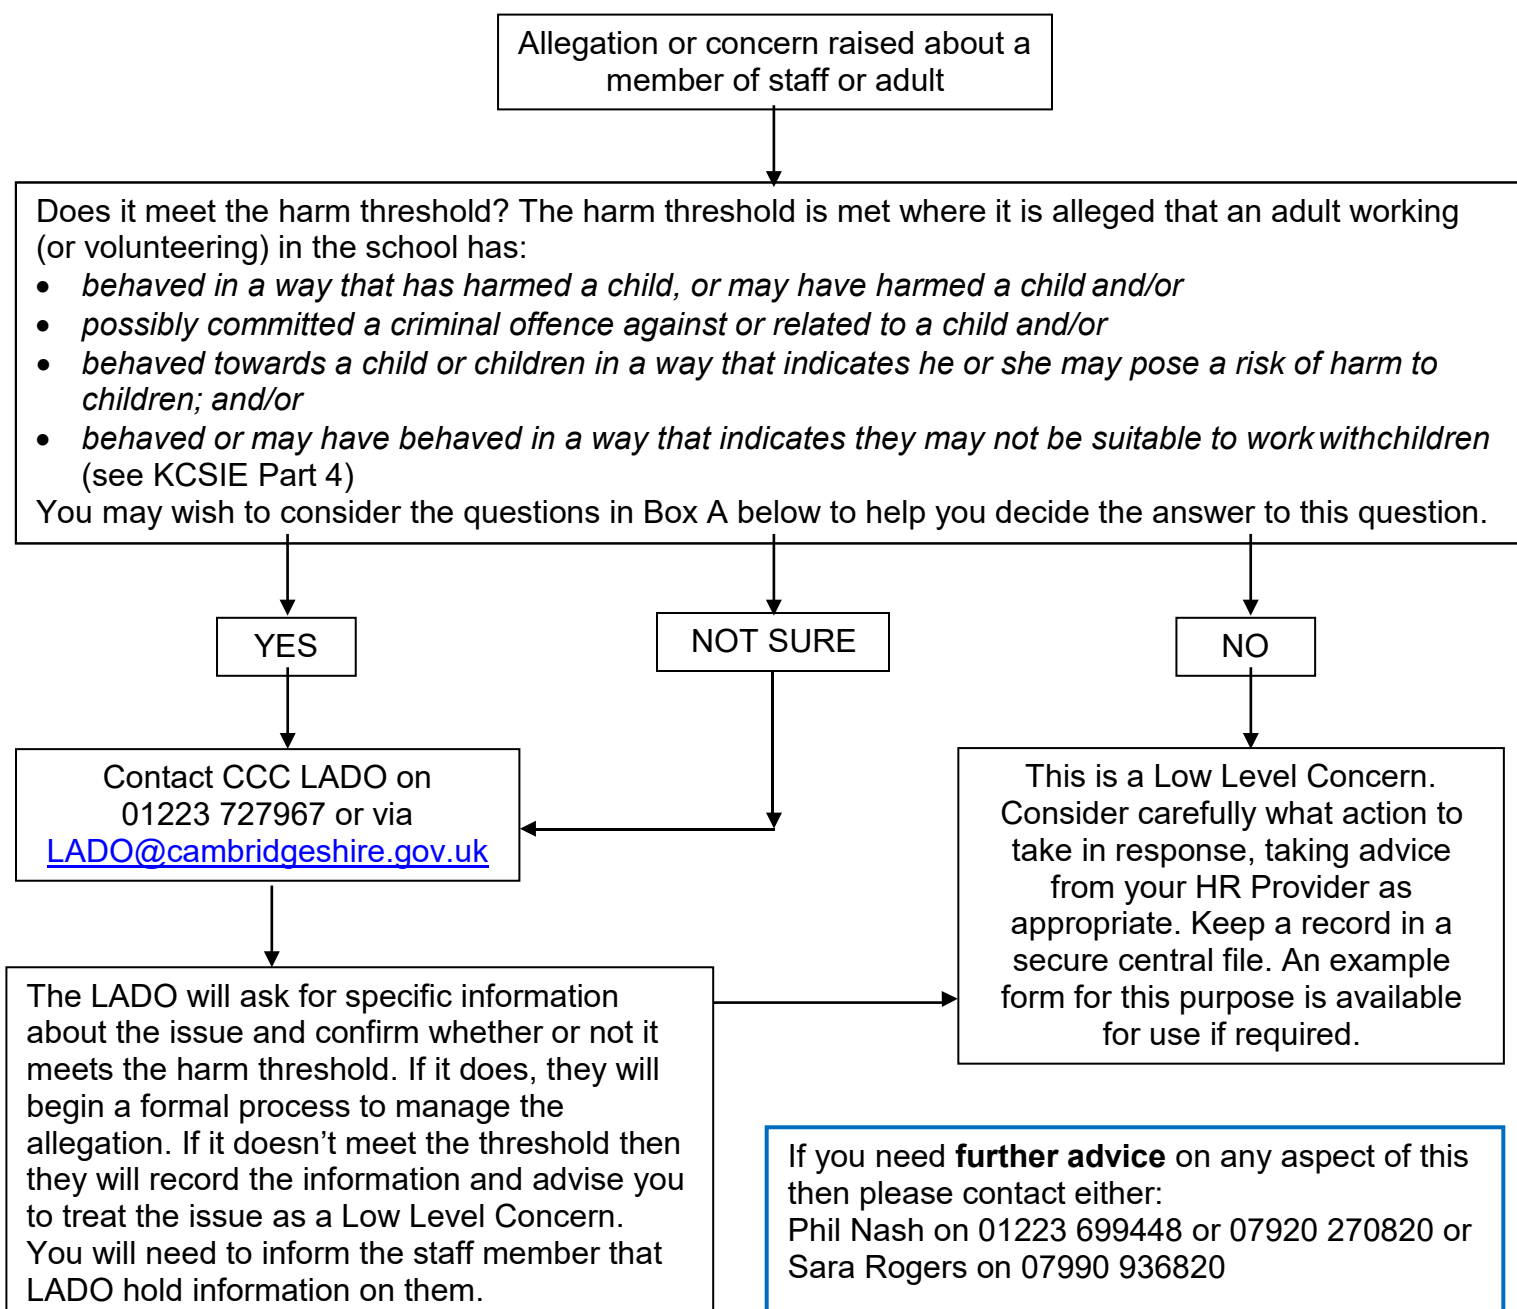 Allegation or concern raised about a
member of staff or adult
Does it meet the harm threshold? The harm threshold is met where it is alleged that an adult working
(or volunteering) in the school has:
• behaved in a way that has harmed a child, or may have harmed a child and/or
• possibly committed a criminal offence against or related to a child and/or
• behaved towards a child or children in a way that indicates he or she may pose a risk of harm to
children; and/or
• behaved or may have behaved in a way that indicates they may not be suitable to work withchildren
(see KCSIE Part 4)
You may wish to consider the questions in Box A below to help you decide the answer to this question.
YES
NOT SURE
NO
Contact CCC LADO on
01223 727967 or via
LADO@cambridgeshire.gov.uk
This is a Low Level Concern.
Consider carefully what action to
take in response, taking advice
from your HR Provider as
appropriate. Keep a record in a
secure central file. An example
form for this purpose is available
for use if required.
The LADO will ask for specific information
about the issue and confirm whether or not it
meets the harm threshold. If it does, they will
begin a formal process to manage the
allegation. If it doesn’t meet the threshold then
they will record the information and advise you
to treat the issue as a Low Level Concern.
You will need to inform the staff member that
LADO hold information on them.
If you need further advice on any aspect of this
then please contact either:
Phil Nash on 01223 699448 or 07920 270820 or
Sara Rogers on 07990 936820